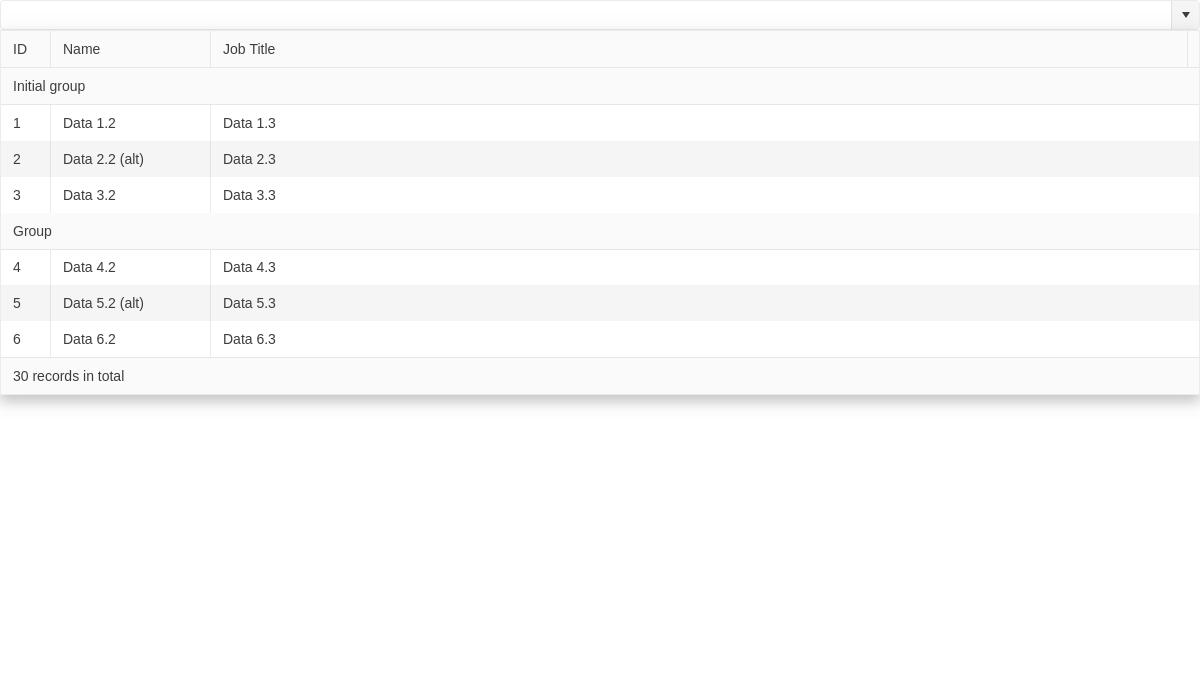 ID Name Job Title
Initial group
1 Data 1.2 Data 1.3
2 Data 2.2 (alt) Data 2.3
3 Data 3.2 Data 3.3
Group
4 Data 4.2 Data 4.3
5 Data 5.2 (alt) Data 5.3
6 Data 6.2 Data 6.3
30 records in total